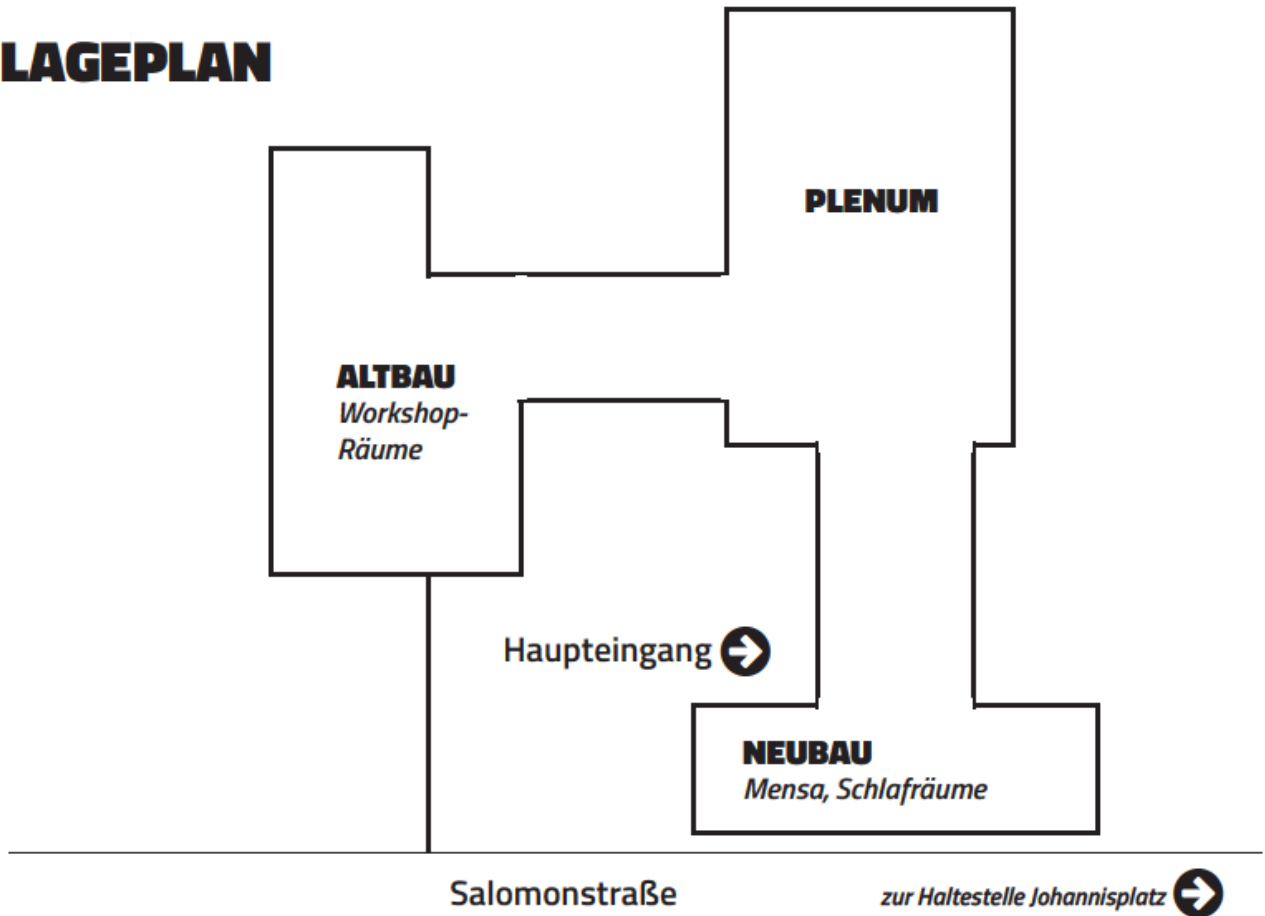 LAGEPLAN
PLENUM
ALTBAU
Workshop-
Räume
Haupteingang
NEUBAU
Mensa, Schlafräume
Salomonstraße
zur Haltestelle Johannisplatz